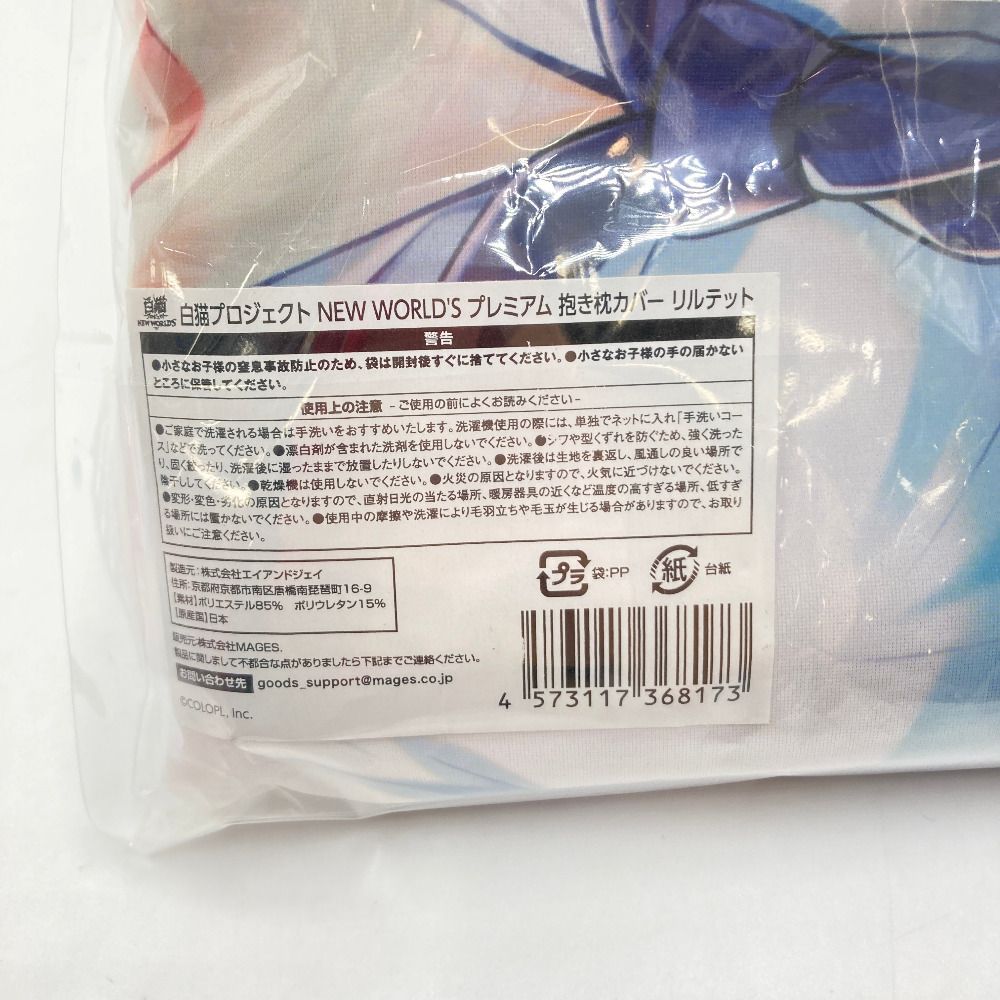 白猫 プロジェクト NEW WORLD'S
白猫プロジェクト NEW WORLD'S プレミアム 抱き枕カバー リルテット
警告
●小さなお子様の窒息事故防止のため、袋は開封後すぐに捨ててください。●小さなお子様の手の届かない
ところに保管してください。
使用上の注意 -ご使用の前によくお読みください-
●ご家庭で洗濯される場合は手洗いをおすすめいたします。洗濯機使用の際には、単独でネットに入れ「手洗いコー
ス」などで洗ってください。●漂白剤が含まれた洗剤を使用しないでください。●シワや型くずれを防ぐため、強く洗った
り、固く絞ったり、洗濯後に湿ったままで放置したりしないでください。●洗濯後は生地を裏返し、風通しの良い場所で
陰干ししてください。●乾燥機は使用しないでください。●火災の原因となりますので、火気に近づけないでください。
●変形・変色・劣化の原因となりますので、直射日光の当たる場所、暖房器具の近くなど温度の高すぎる場所、低すぎ
る場所には置かないでください。●使用中の摩擦や洗濯により毛羽立ちや毛玉が生じる場合がありますので、お取り
扱いにご注意ください。
製造元：株式会社エイアンドジェイ
住所：京都府京都市南区唐橋南琵琶町16-9
【素材】ポリエステル85% ポリウレタン15%
【原産国】日本
プラ 袋:PP 紙 台紙
販売元:株式会社MAGES.
製品に関しまして不都合な点がありましたら下記までご連絡ください。
お問い合わせ先 goods_support@mages.co.jp
©COLOPL, Inc.
4 573117 368173